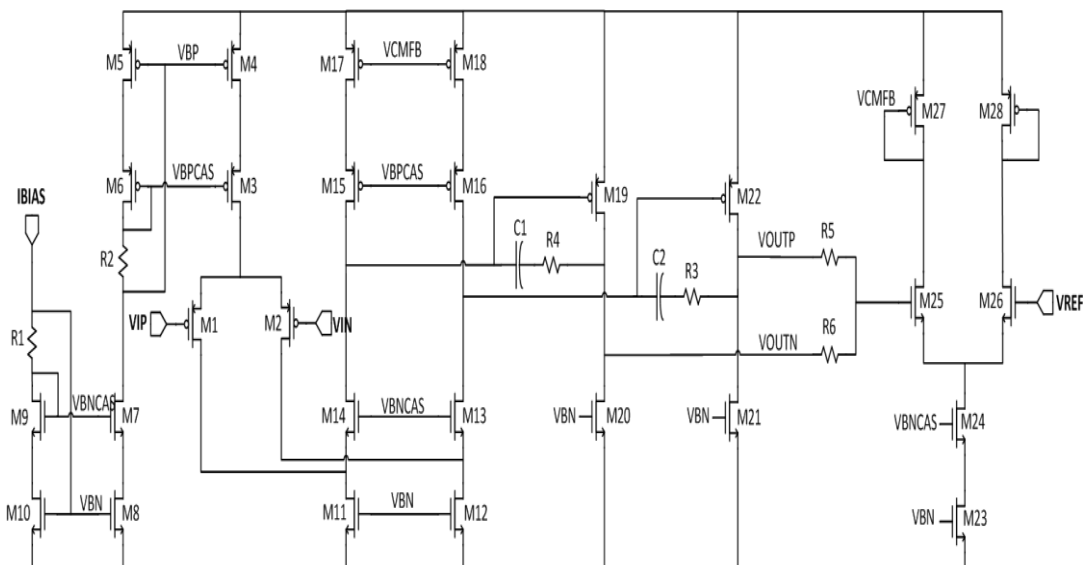 M5 VBP M4 M17 VCMFB M18
VCMFB M27 M28
M6 VBPCAS M3 M15 VBPCAS M16
IBIAS
M19 M22
R2 C1 R4 VOUTP R5
C2 R3
M25 M26 VREF
R1 VIP M1 M2 VIN
VOUTN R6
M9 VBNCAS M7 M14 VBNCAS M13 VBN M20 VBN M21 VBNCAS M24
M10 VBN M8 M11 VBN M12 VBN M23